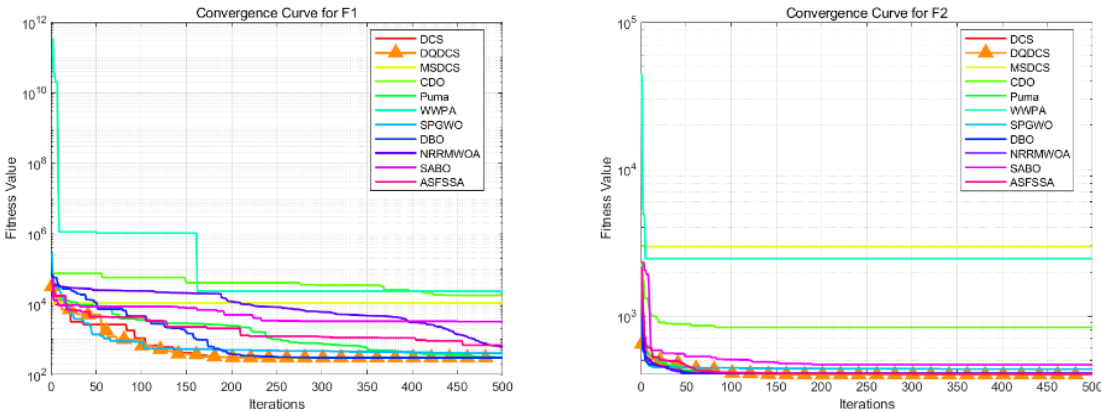 Convergence Curve for F1
10^12
10^10
10^8
10^6
10^4
10^2
Fitness Value
0 50 100 150 200 250 300 350 400 450 500
Iterations
DCS
DQDCS
MSDCS
CDO
Puma
WWPA
SPGWO
DBO
NRRMWOA
SABO
ASFSSA
Convergence Curve for F2
10^5
10^4
10^3
Fitness Value
0 50 100 150 200 250 300 350 400 450 500
Iterations
DCS
DQDCS
MSDCS
CDO
Puma
WWPA
SPGWO
DBO
NRRMWOA
SABO
ASFSSA